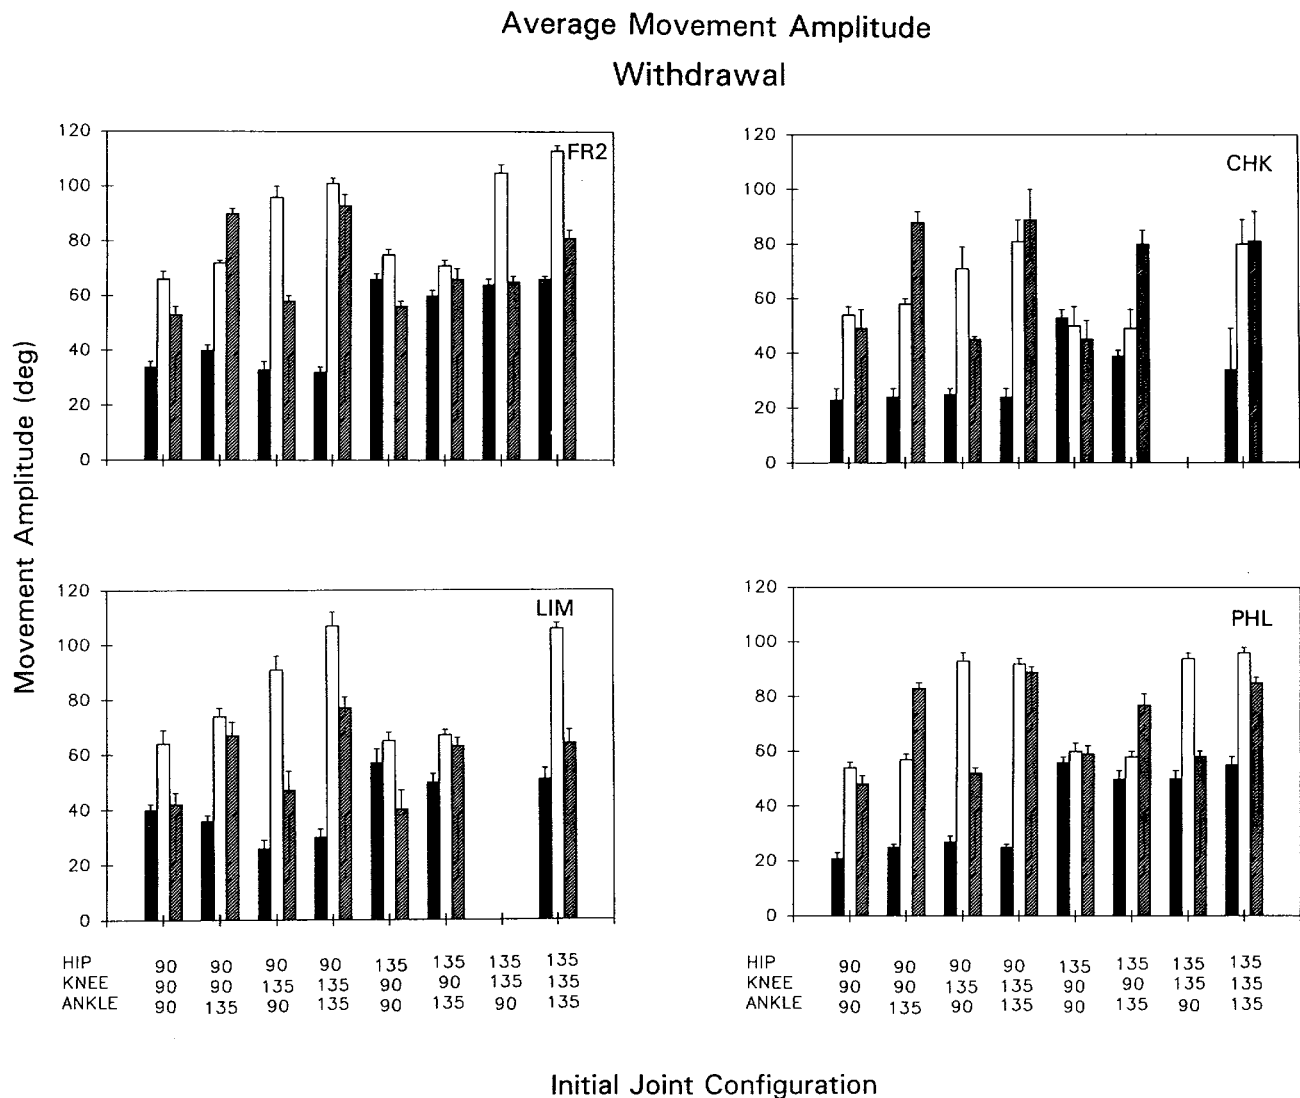 Average Movement Amplitude
Withdrawal
Movement Amplitude (deg)
120
100
80
60
40
20
0
FR2
120
100
80
60
40
20
0
CHK
120
100
80
60
40
20
0
LIM
120
100
80
60
40
20
0
PHL
HIP 90 90 90 90 135 135 135 135
KNEE 90 90 135 135 90 90 135 135
ANKLE 90 135 90 135 90 135 90 135
HIP 90 90 90 90 135 135 135 135
KNEE 90 90 135 135 90 90 135 135
ANKLE 90 135 90 135 90 135 90 135
Initial Joint Configuration